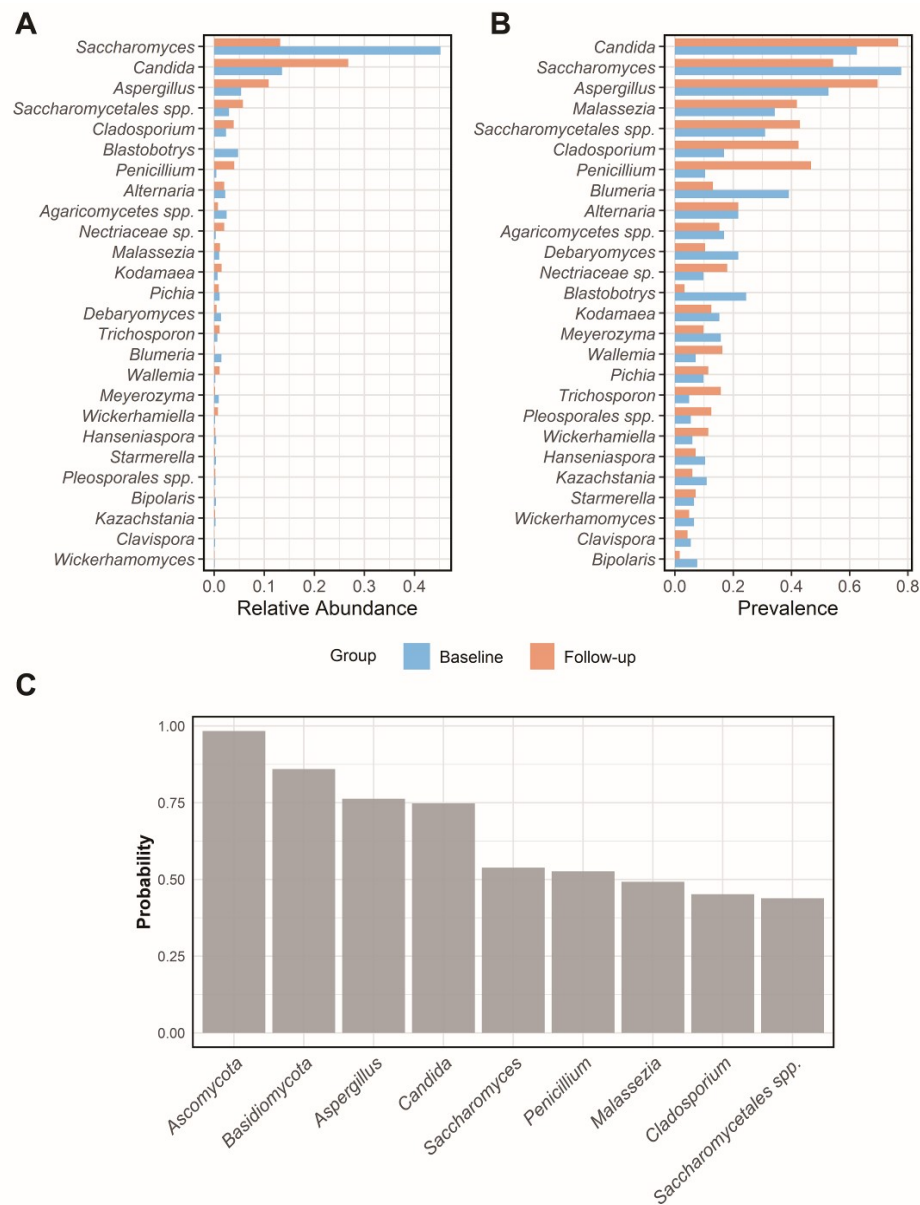 A
Saccharomyces
Candida
Aspergillus
Saccharomycetales spp.
Cladosporium
Blastobotrys
Penicillium
Alternaria
Agaricomycetes spp.
Nectriaceae sp.
Malassezia
Kodamaea
Pichia
Debaryomyces
Trichosporon
Blumeria
Wallemia
Meyerozyma
Wickerhamiella
Hanseniaspora
Starmerella
Pleosporales spp.
Bipolaris
Kazachstania
Clavispora
Wickerhamomyces
0.0 0.1 0.2 0.3 0.4
Relative Abundance
B
Candida
Saccharomyces
Aspergillus
Malassezia
Saccharomycetales spp.
Cladosporium
Penicillium
Blumeria
Alternaria
Agaricomycetes spp.
Debaryomyces
Nectriaceae sp.
Blastobotrys
Kodamaea
Meyerozyma
Wallemia
Pichia
Trichosporon
Pleosporales spp.
Wickerhamiella
Hanseniaspora
Kazachstania
Starmerella
Wickerhamomyces
Clavispora
Bipolaris
0.0 0.2 0.4 0.6 0.8
Prevalence
Group Baseline Follow-up
C
Probability
1.00
0.75
0.50
0.25
0.00
Ascomycota
Basidiomycota
Aspergillus
Candida
Saccharomyces
Penicillium
Malassezia
Cladosporium
Saccharomycetales spp.